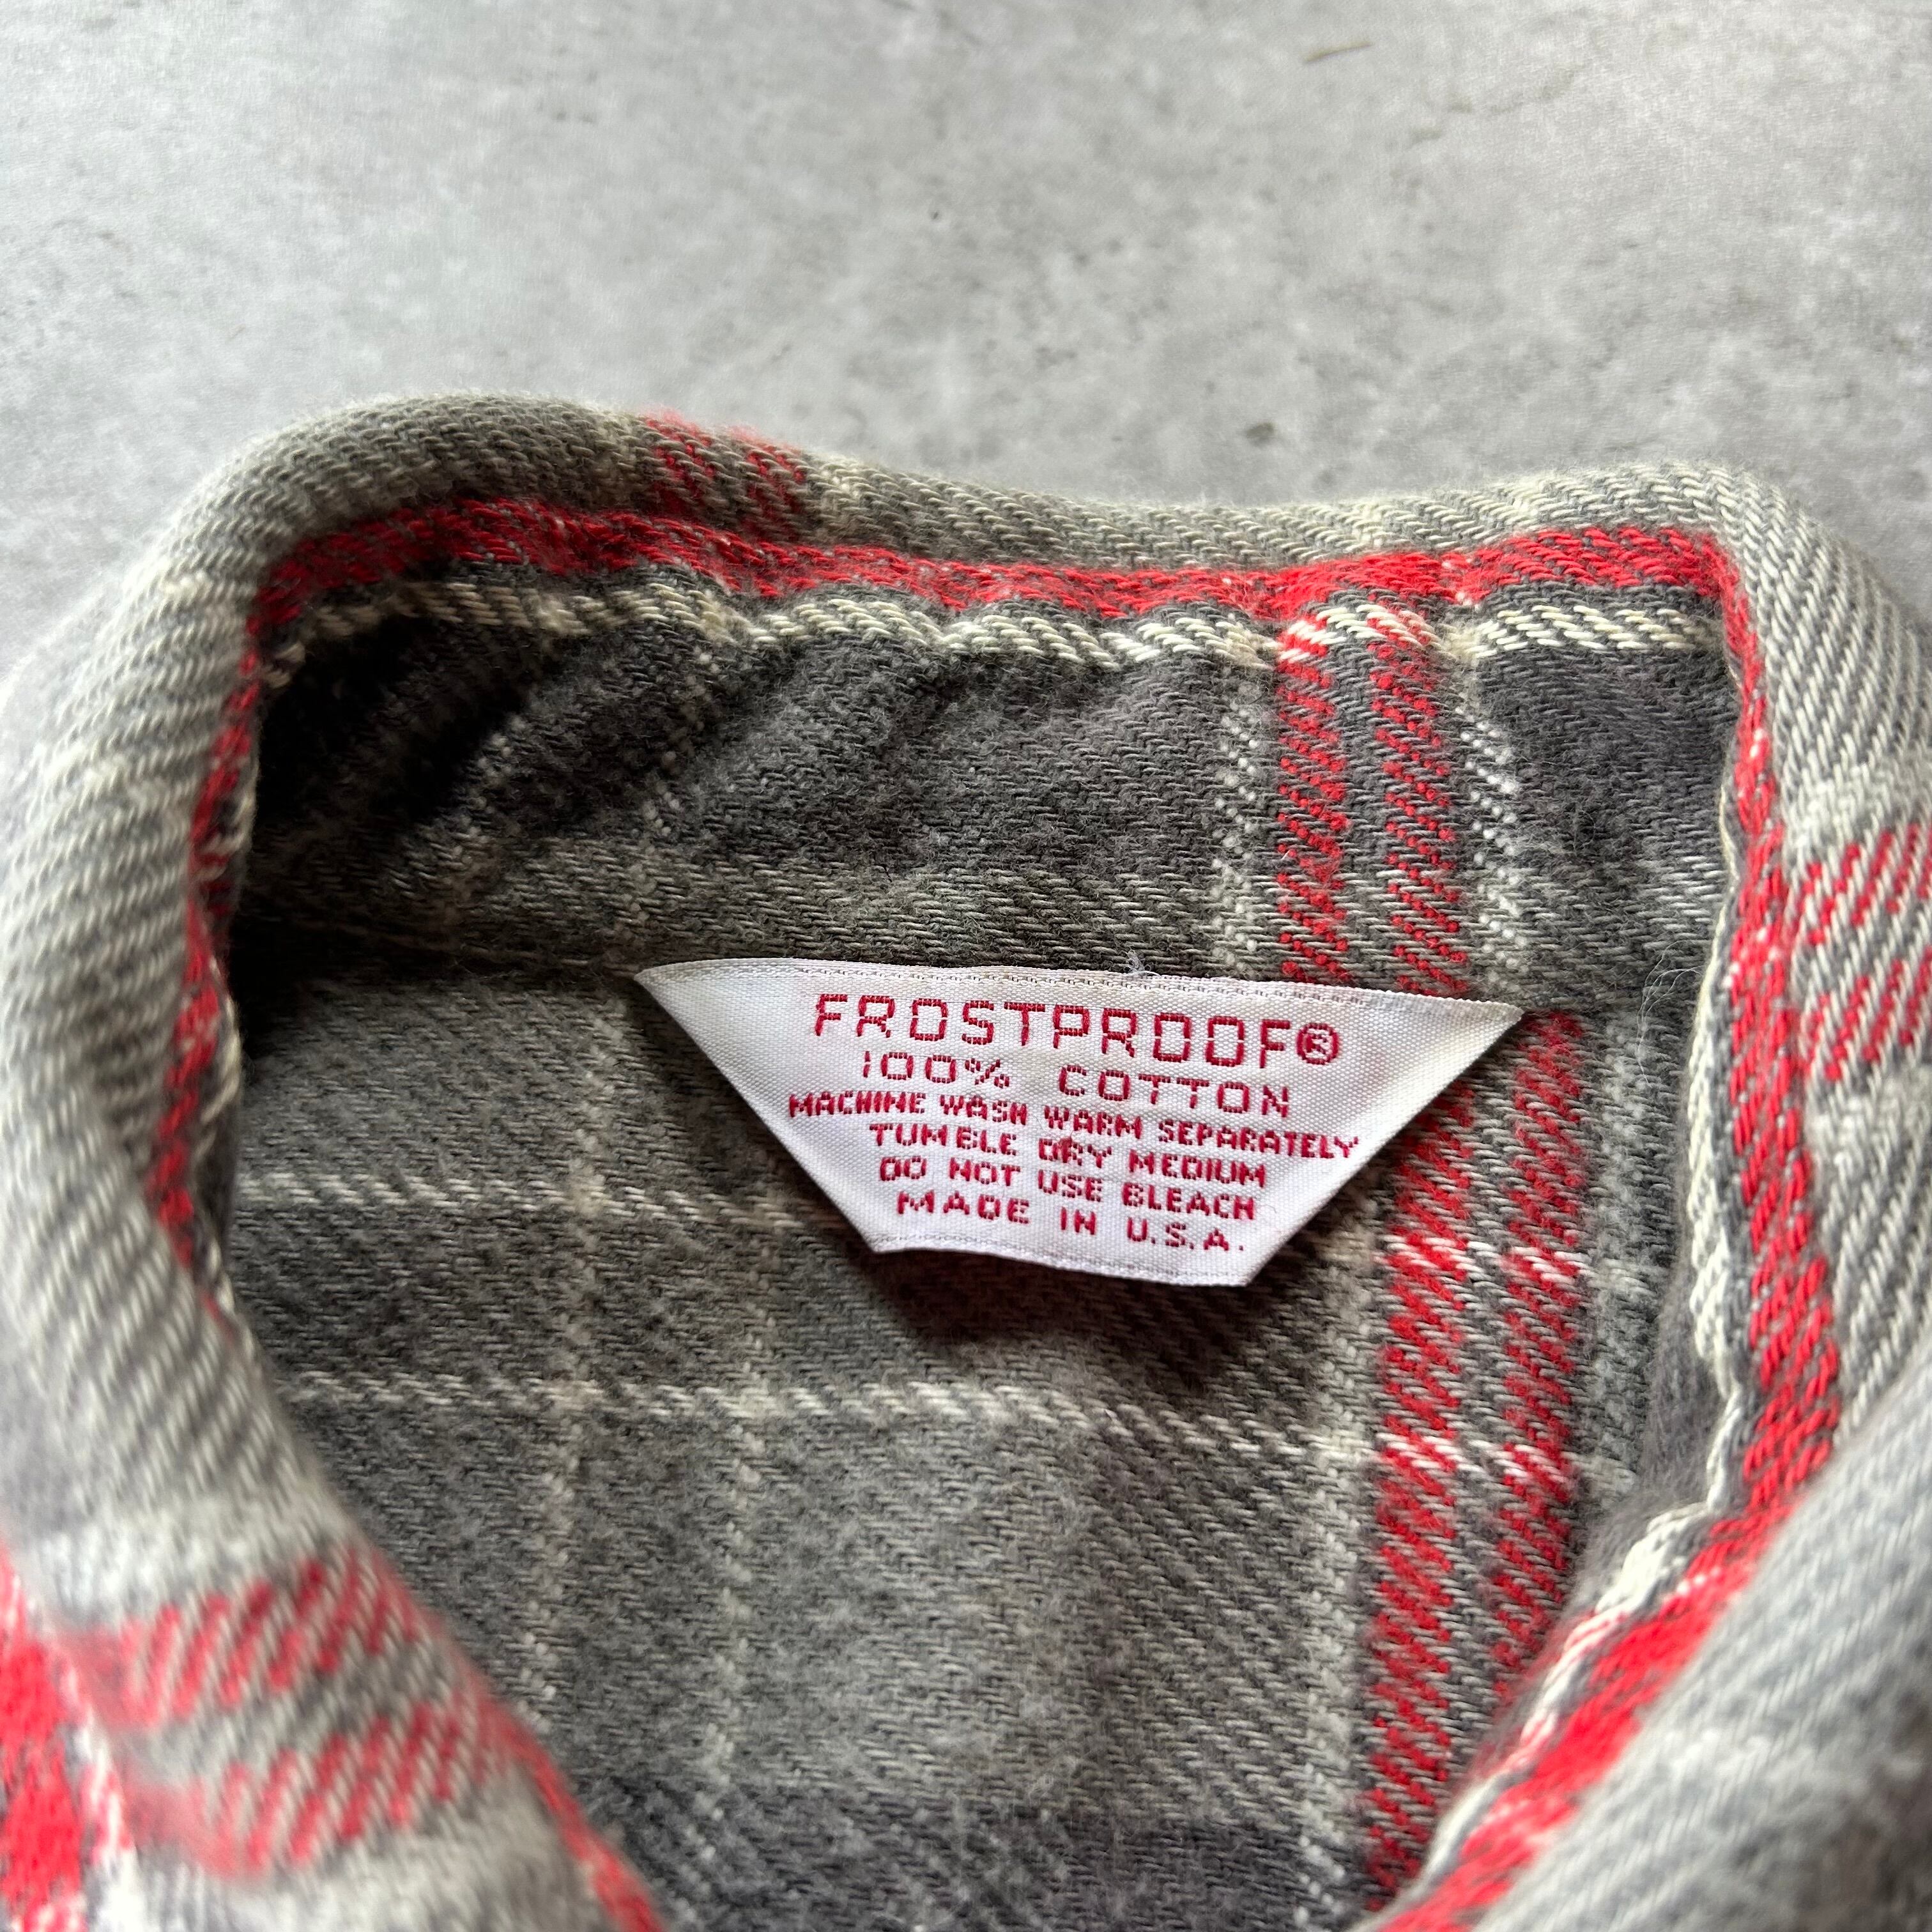 FROSTPROOF®
100% COTTON
MACHINE WASH WARM SEPARATELY
TUMBLE DRY MEDIUM
DO NOT USE BLEACH
MADE IN U.S.A.